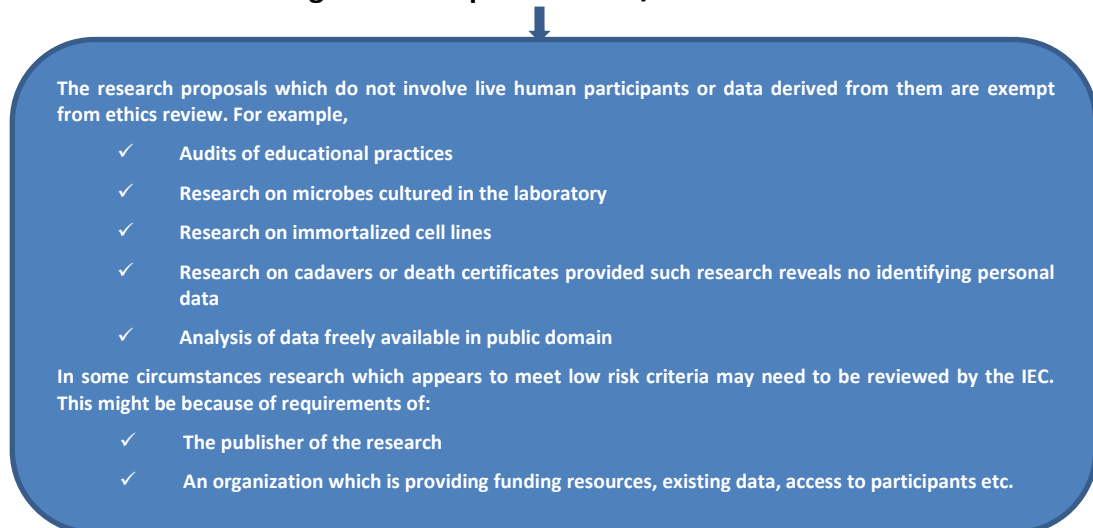 The research proposals which do not involve live human participants or data derived from them are exempt
from ethics review. For example,
✓ Audits of educational practices
✓ Research on microbes cultured in the laboratory
✓ Research on immortalized cell lines
✓ Research on cadavers or death certificates provided such research reveals no identifying personal
data
✓ Analysis of data freely available in public domain
In some circumstances research which appears to meet low risk criteria may need to be reviewed by the IEC.
This might be because of requirements of:
✓ The publisher of the research
✓ An organization which is providing funding resources, existing data, access to participants etc.